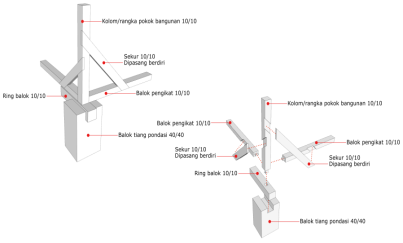 Kolom/rangka pokok bangunan 10/10
Sekur 10/10
Dipasang berdiri
Ring balok 10/10
Balok pengikat 10/10
Balok tiang pondasi 40/40
Kolom/rangka pokok bangunan 10/10
Balok pengikat 10/10
Balok pengikat 10/10
Sekur 10/10
Dipasang berdiri
Sekur 10/10
Dipasang berdiri
Ring balok 10/10
Balok tiang pondasi 40/40